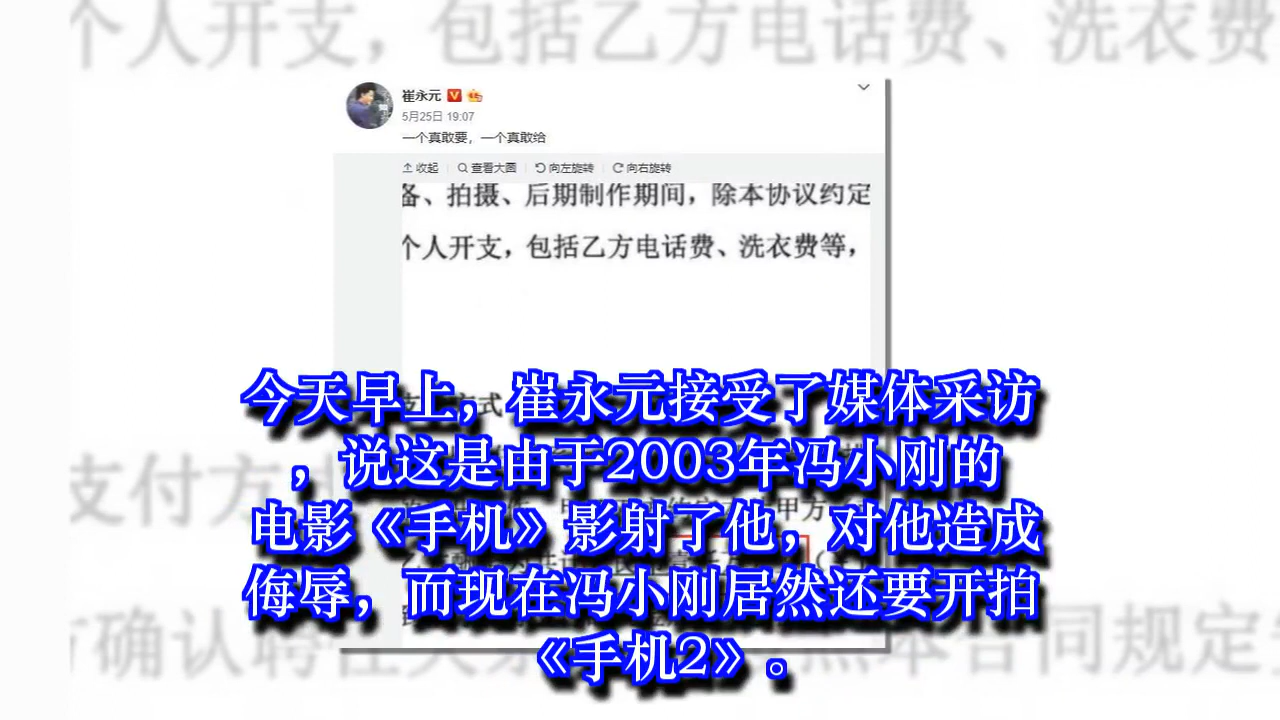 个人开支，包括乙方电话费、洗衣费
崔永元
5月25日 19:07
一个真敢要，一个真敢给
收起 查看大图 向左旋转 向右旋转
备、拍摄、后期制作期间，除本协议约定
个人开支，包括乙方电话费、洗衣费等，
今天早上，崔永元接受了媒体采访
，说这是由于2003年冯小刚的
电影《手机》影射了他，对他造成
侮辱，而现在冯小刚居然还要开拍
《手机2》。
支付方
方确认聘
本合同规定